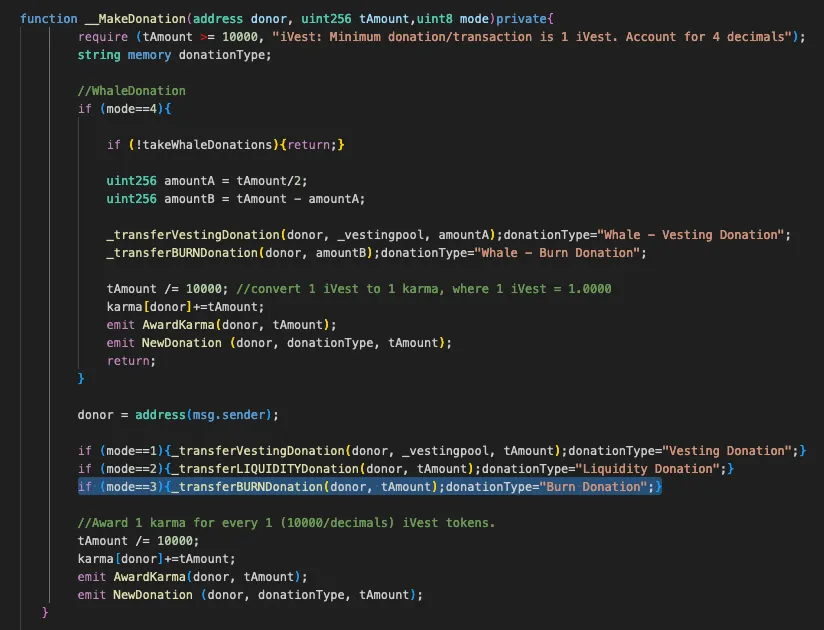 function __MakeDonation(address donor, uint256 tAmount,uint8 mode)private{
require (tAmount >= 10000, "iVest: Minimum donation/transaction is 1 iVest. Account for 4 decimals");
string memory donationType;
//WhaleDonation
if (mode==4){
if (!takeWhaleDonations){return;}
uint256 amountA = tAmount/2;
uint256 amountB = tAmount - amountA;
_transferVestingDonation(donor, _vestingpool, amountA);donationType="Whale - Vesting Donation";
_transferBURNDonation(donor, amountB);donationType="Whale - Burn Donation";
tAmount /= 10000; //convert 1 iVest to 1 karma, where 1 iVest = 1.0000
karma[donor]+=tAmount;
emit AwardKarma(donor, tAmount);
emit NewDonation (donor, donationType, tAmount);
return;
}
donor = address(msg.sender);
if (mode==1){_transferVestingDonation(donor, _vestingpool, tAmount);donationType="Vesting Donation";}
if (mode==2){_transferLIQUIDITYDonation(donor, tAmount);donationType="Liquidity Donation";}
if (mode==3){_transferBURNDonation(donor, tAmount);donationType="Burn Donation";}
//Award 1 karma for every 1 (10000/decimals) iVest tokens.
tAmount /= 10000;
karma[donor]+=tAmount;
emit AwardKarma(donor, tAmount);
emit NewDonation (donor, donationType, tAmount);
}